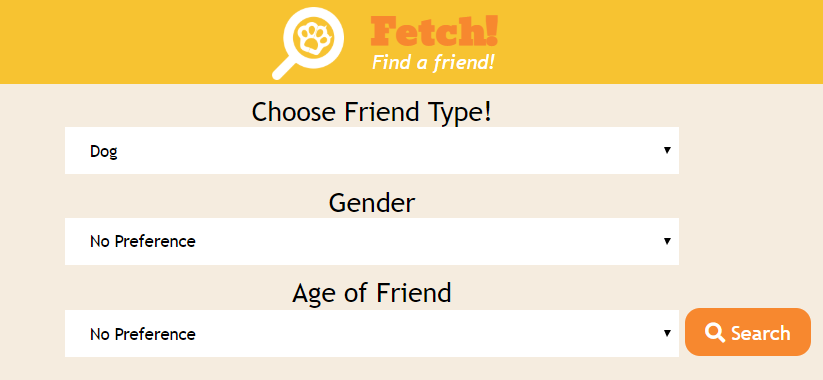 Fetch!
Find a friend!
Choose Friend Type!
Dog
Gender
No Preference
Age of Friend
No Preference
Search